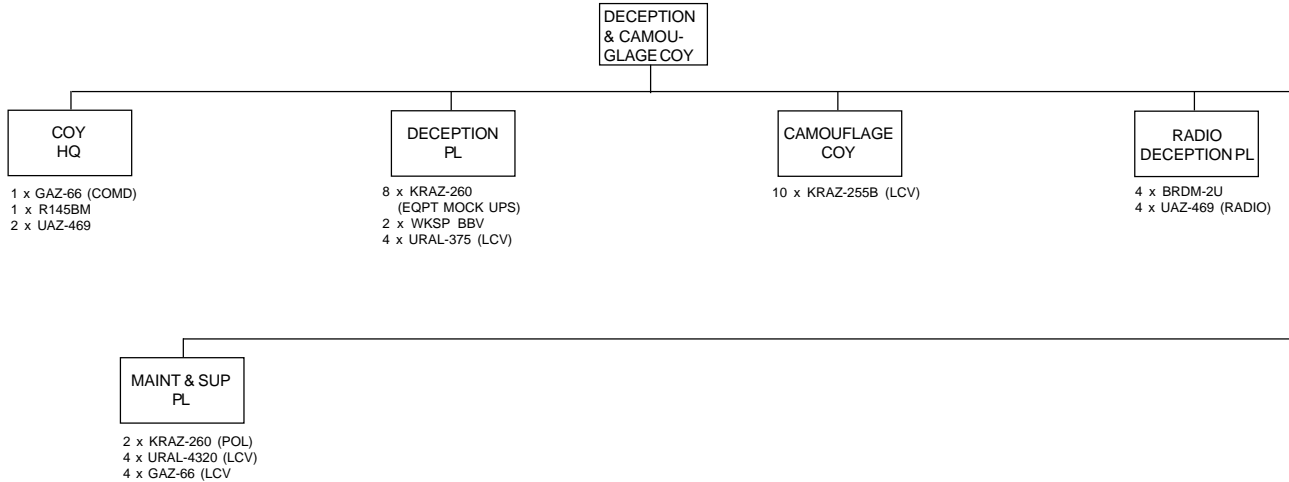 DECEPTION
& CAMOU-
GLAGE COY
COY
HQ
1 x GAZ-66 (COMD)
1 x R145BM
2 x UAZ-469
DECEPTION
PL
8 x KRAZ-260
(EQPT MOCK UPS)
2 x WKSP BBV
4 x URAL-375 (LCV)
CAMOUFLAGE
COY
10 x KRAZ-255B (LCV)
RADIO
DECEPTION PL
4 x BRDM-2U
4 x UAZ-469 (RADIO)
MAINT & SUP
PL
2 x KRAZ-260 (POL)
4 x URAL-4320 (LCV)
4 x GAZ-66 (LCV